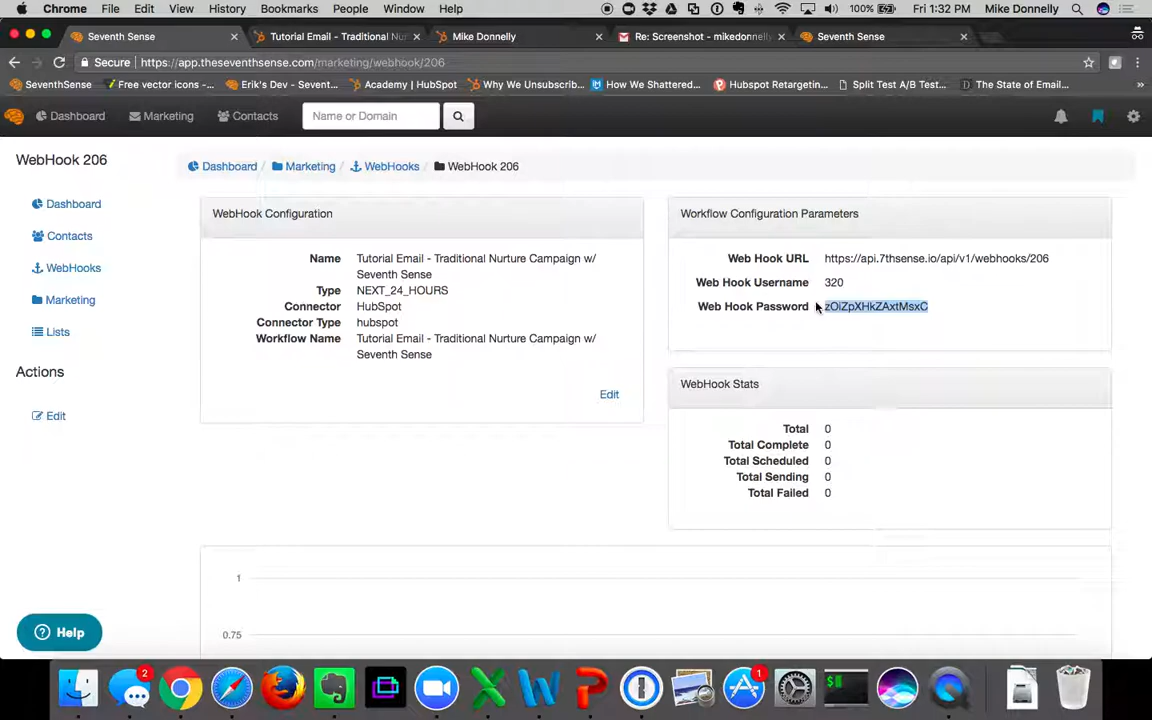 Chrome File Edit View History Bookmarks People Window Help 100% Fri 1:32 PM Mike Donnelly
Seventh Sense Tutorial Email - Traditional Nu Mike Donnelly Re: Screenshot - mikedonnell Seventh Sense
Secure https://app.theseventhsense.com/marketing/webhook/206
SeventhSense Free vector icons -... Erik's Dev - Sevent... Academy | HubSpot Why We Unsubscrib... How We Shattered... Hubspot Retargetin... Split Test A/B Test... The State of Email... »
Dashboard Marketing Contacts Name or Domain
WebHook 206
Dashboard / Marketing / WebHooks / WebHook 206
Dashboard
Contacts
WebHooks
Marketing
Lists
Actions
Edit
WebHook Configuration
Name Tutorial Email - Traditional Nurture Campaign w/
Seventh Sense
Type NEXT_24_HOURS
Connector HubSpot
Connector Type hubspot
Workflow Name Tutorial Email - Traditional Nurture Campaign w/
Seventh Sense
Edit
Workflow Configuration Parameters
Web Hook URL https://api.7thsense.io/api/v1/webhooks/206
Web Hook Username 320
Web Hook Password zOiZpXHkZAxtMsxC
WebHook Stats
Total 0
Total Complete 0
Total Scheduled 0
Total Sending 0
Total Failed 0
1
0.75
Help
2
1